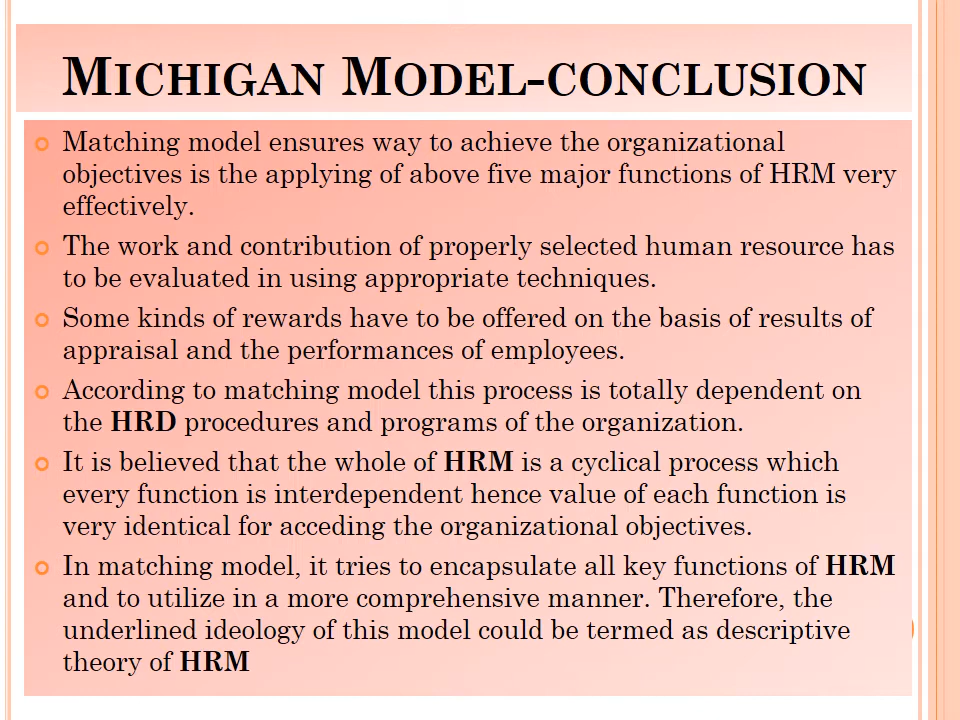 MICHIGAN MODEL-CONCLUSION
Matching model ensures way to achieve the organizational
objectives is the applying of above five major functions of HRM very
effectively.
The work and contribution of properly selected human resource has
to be evaluated in using appropriate techniques.
Some kinds of rewards have to be offered on the basis of results of
appraisal and the performances of employees.
According to matching model this process is totally dependent on
the HRD procedures and programs of the organization.
It is believed that the whole of HRM is a cyclical process which
every function is interdependent hence value of each function is
very identical for acceding the organizational objectives.
In matching model, it tries to encapsulate all key functions of HRM
and to utilize in a more comprehensive manner. Therefore, the
underlined ideology of this model could be termed as descriptive
theory of HRM